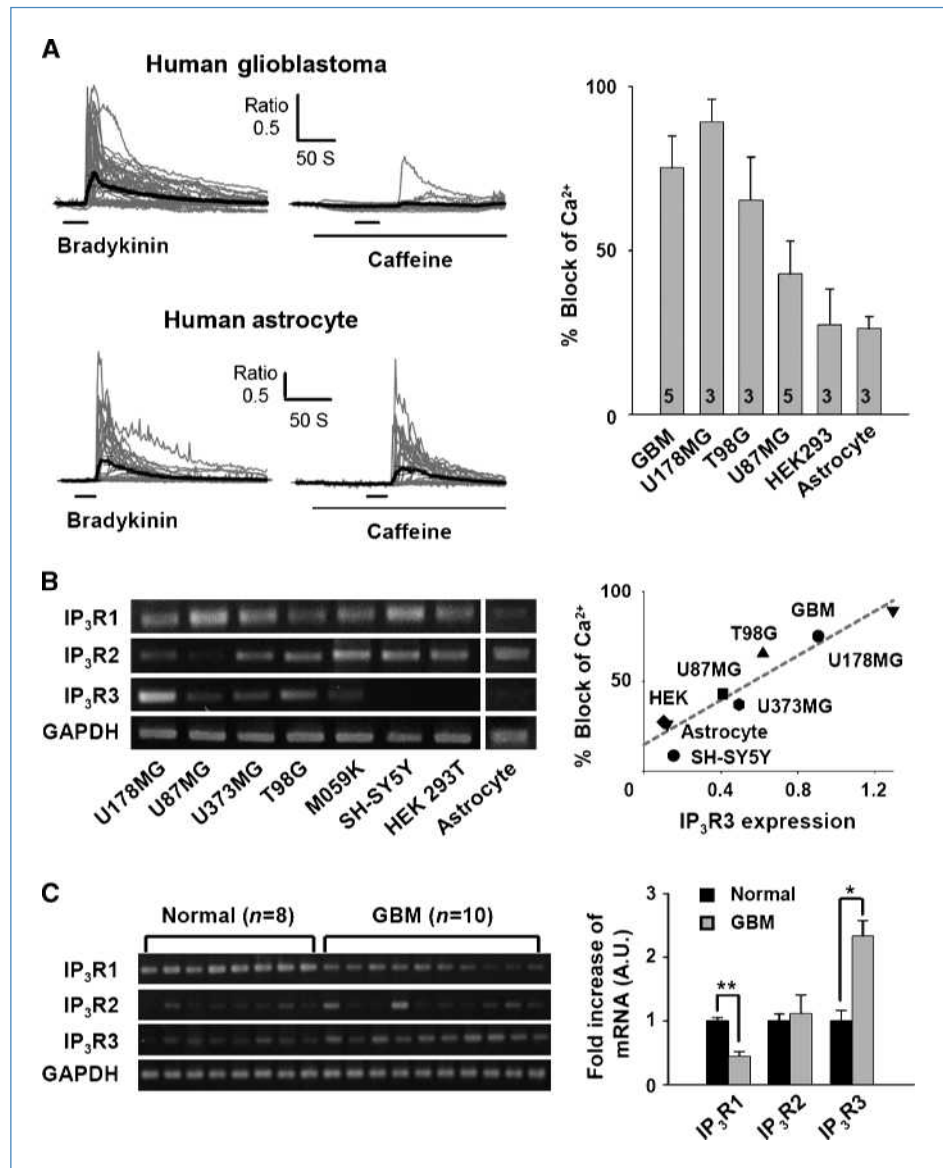 A
Human glioblastoma
Ratio
0.5
50 S
Bradykinin
Caffeine
Human astrocyte
Ratio
0.5
50 S
Bradykinin
Caffeine
% Block of Ca²⁺
100
50
0
5
3
3
5
3
3
GBM
U178MG
T98G
U87MG
HEK293
Astrocyte
B
IP₃R1
IP₃R2
IP₃R3
GAPDH
U178MG
U87MG
U373MG
T98G
M059K
SH-SY5Y
HEK 293T
Astrocyte
% Block of Ca²⁺
100
50
0
0.4
0.8
1.2
GBM
T98G
U178MG
U87MG
HEK
U373MG
Astrocyte
SH-SY5Y
IP₃R3 expression
C
Normal (n=8)
GBM (n=10)
IP₃R1
IP₃R2
IP₃R3
GAPDH
Fold increase of
mRNA (A.U.)
3
2
1
0
Normal
GBM
**
*
IP₃R1
IP₃R2
IP₃R3